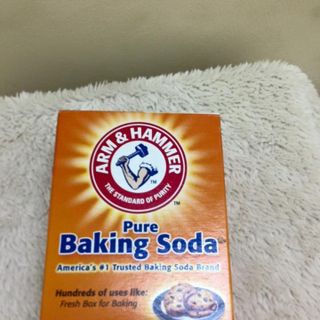 ARM & HAMMER
THE STANDARD OF PURITY
TM
TM
Pure
Baking Soda
America's #1 Trusted Baking Soda Brand
Hundreds of uses like:
Fresh Box for Baking